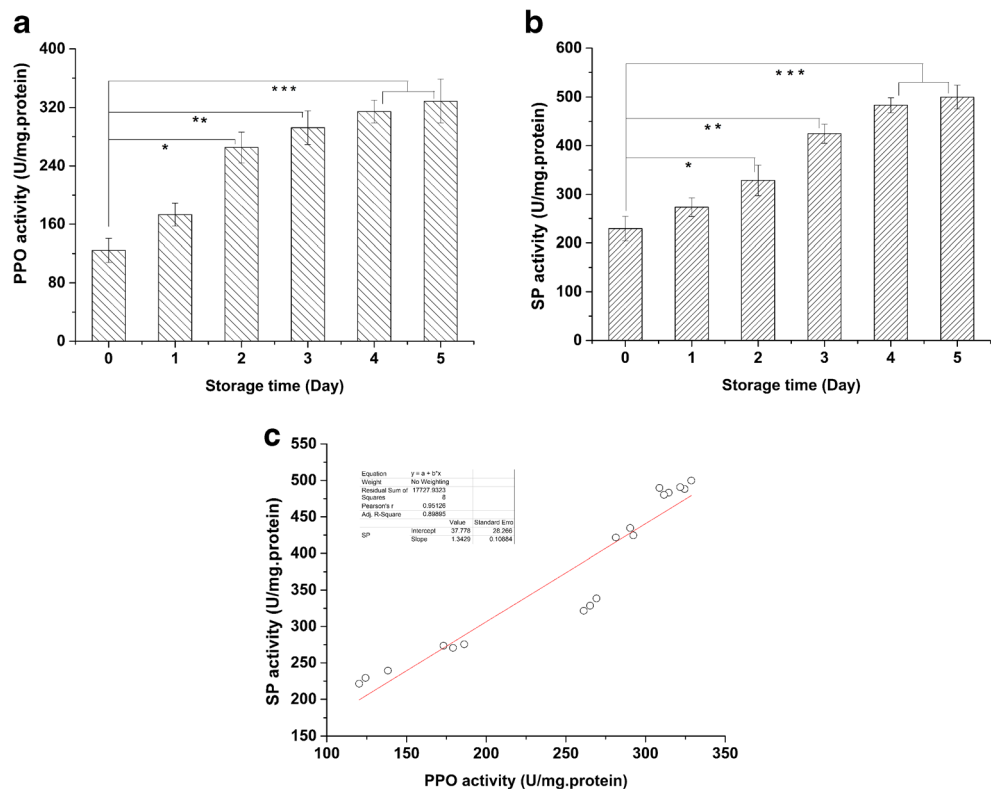 a
400
320
240
160
80
0
PPO activity (U/mg.protein)
***
**
*
0 1 2 3 4 5
Storage time (Day)
b
600
500
400
300
200
100
0
SP activity (U/mg.protein)
***
**
*
0 1 2 3 4 5
Storage time (Day)
c
550
500
450
400
350
300
250
200
150
SP activity (U/mg.protein)
Equation y = a + b*x
Weight No Weighting
Residual Sum of 17727.9323
Squares 8
Pearson's r 0.95126
Adj. R-Square 0.89895
Value Standard Erro
SP
Intercept 37.778 28.266
Slope 1.3429 0.10884
100 150 200 250 300 350
PPO activity (U/mg.protein)